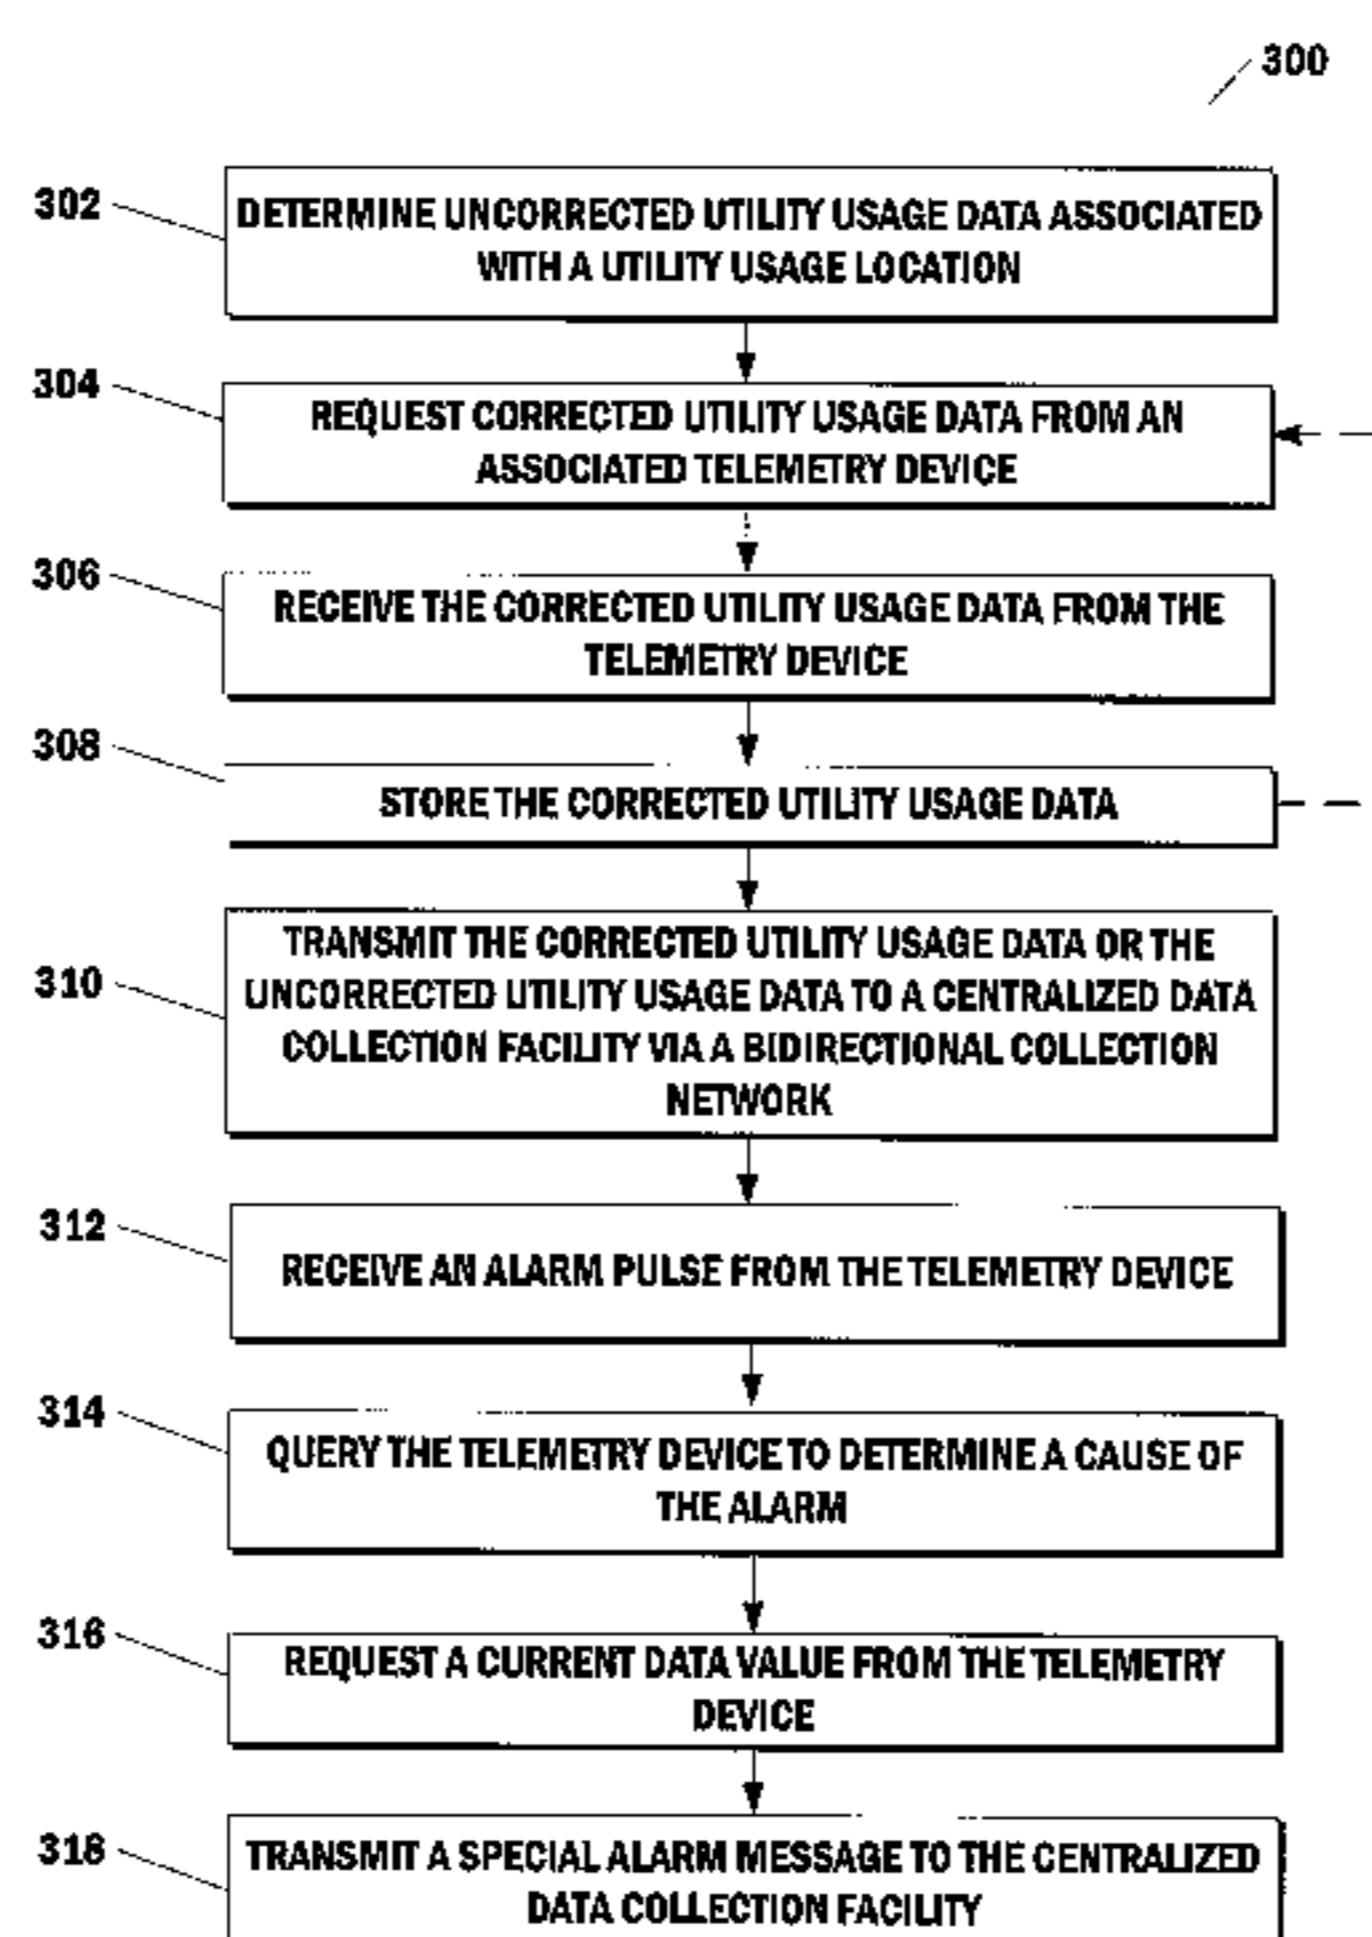 300
302
DETERMINE UNCORRECTED UTILITY USAGE DATA ASSOCIATED
WITH A UTILITY USAGE LOCATION
304
REQUEST CORRECTED UTILITY USAGE DATA FROM AN
ASSOCIATED TELEMETRY DEVICE
306
RECEIVE THE CORRECTED UTILITY USAGE DATA FROM THE
TELEMETRY DEVICE
308
STORE THE CORRECTED UTILITY USAGE DATA
310
TRANSMIT THE CORRECTED UTILITY USAGE DATA OR THE
UNCORRECTED UTILITY USAGE DATA TO A CENTRALIZED DATA
COLLECTION FACILITY VIA A BIDIRECTIONAL COLLECTION
NETWORK
312
RECEIVE AN ALARM PULSE FROM THE TELEMETRY DEVICE
314
QUERY THE TELEMETRY DEVICE TO DETERMINE A CAUSE OF
THE ALARM
316
REQUEST A CURRENT DATA VALUE FROM THE TELEMETRY
DEVICE
318
TRANSMIT A SPECIAL ALARM MESSAGE TO THE CENTRALIZED
DATA COLLECTION FACILITY